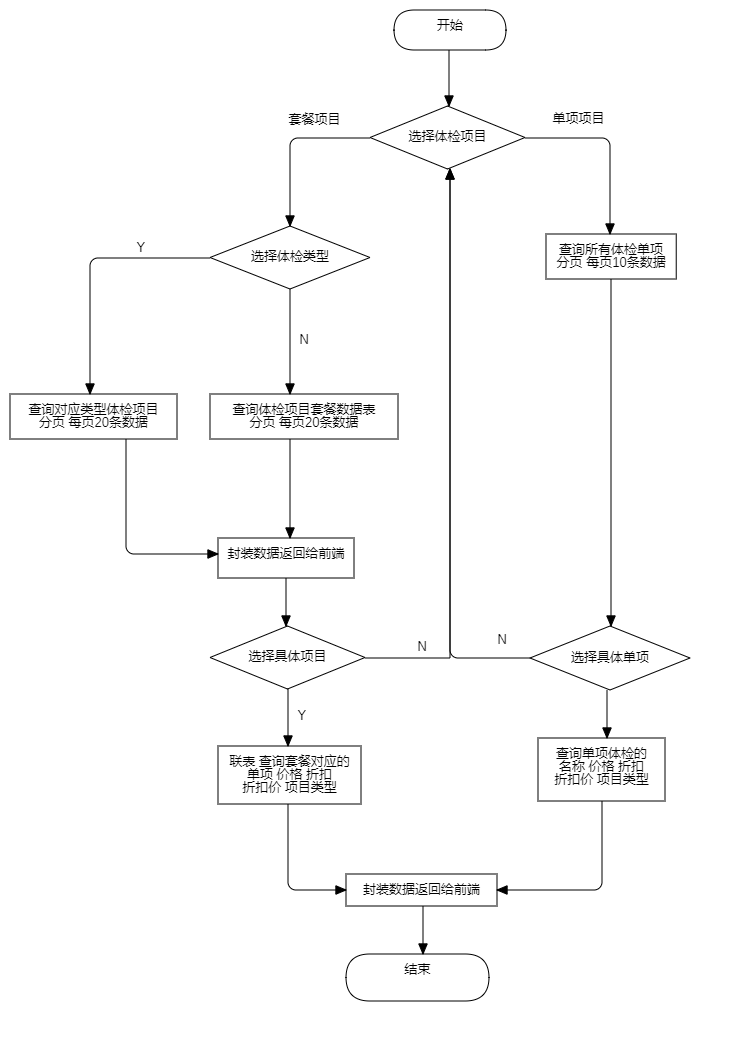 开始
套餐项目
单项项目
选择体检项目
Y
选择体检类型
查询所有体检单项
分页 每页10条数据
N
查询对应类型体检项目
分页 每页20条数据
查询体检项目套餐数据表
分页 每页20条数据
封装数据返回给前端
N
N
选择具体项目
选择具体单项
Y
联表 查询套餐对应的
单项 价格 折扣
折扣价 项目类型
查询单项体检的
名称 价格 折扣
折扣价 项目类型
封装数据返回给前端
结束